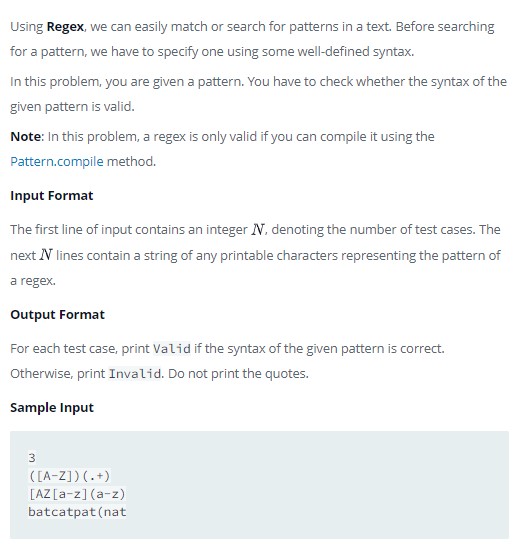 Using Regex, we can easily match or search for patterns in a text. Before searching
for a pattern, we have to specify one using some well-defined syntax.
In this problem, you are given a pattern. You have to check whether the syntax of the
given pattern is valid.
Note: In this problem, a regex is only valid if you can compile it using the
Pattern.compile method.
Input Format
The first line of input contains an integer N, denoting the number of test cases. The
next N lines contain a string of any printable characters representing the pattern of
a regex.
Output Format
For each test case, print Valid if the syntax of the given pattern is correct.
Otherwise, print Invalid. Do not print the quotes.
Sample Input
3
([A-Z])(.+)
[AZ[a-z](a-z)
batcatpat(nat